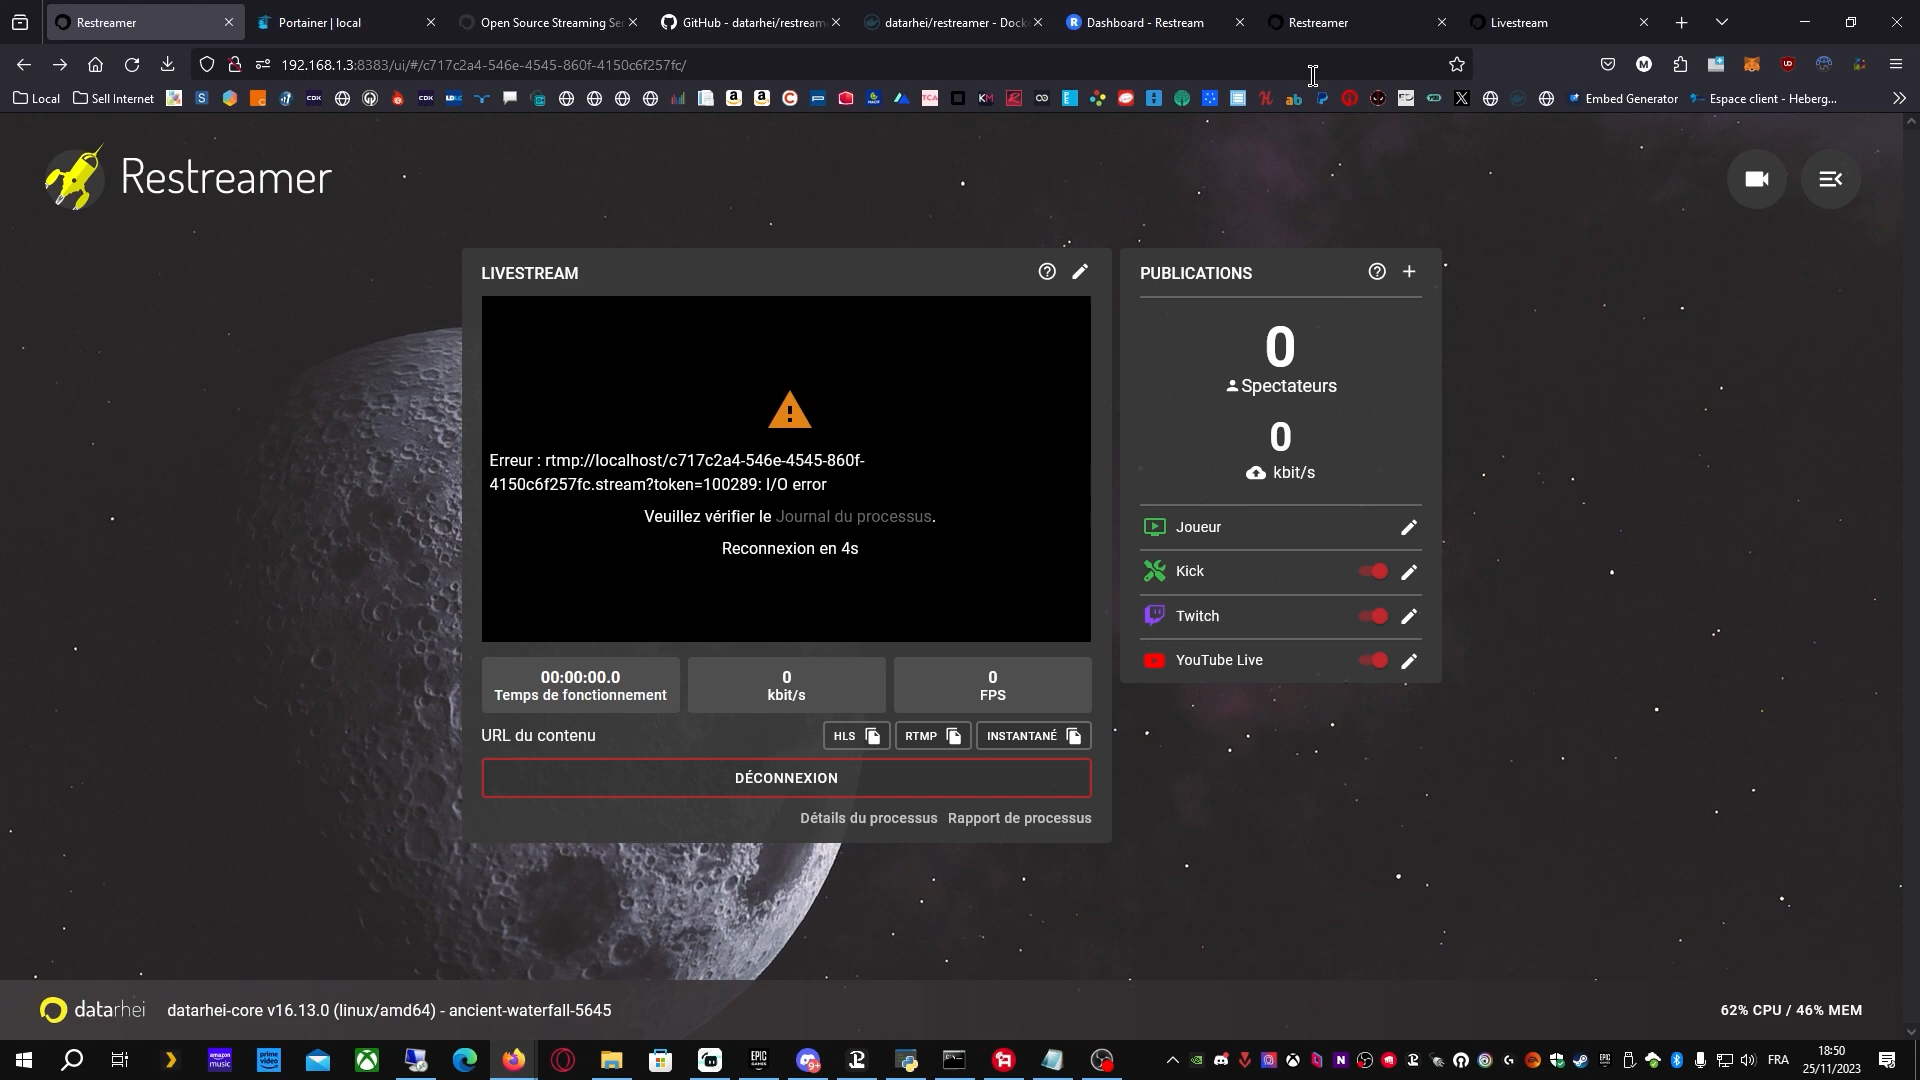 Restreamer
Portainer | local
Open Source Streaming Se
GitHub - datarhei/restream
datarhei/restreamer - Dock
Dashboard - Restream
Restreamer
Livestream
192.168.1.3:8383/ui/#/c717c2a4-546e-4545-860f-4150c6f257fc/
Local
Sell Internet
Embed Generator
Espace client - Heberg...
Restreamer
LIVESTREAM
Erreur : rtmp://localhost/c717c2a4-546e-4545-860f-
4150c6f257fc.stream?token=100289: I/O error
Veuillez vérifier le Journal du processus.
Reconnexion en 4s
00:00:00.0
Temps de fonctionnement
0
kbit/s
0
FPS
URL du contenu
HLS
RTMP
INSTANTANÉ
DÉCONNEXION
Détails du processus
Rapport de processus
PUBLICATIONS
0
Spectateurs
0
kbit/s
Joueur
Kick
Twitch
YouTube Live
datarhei
datarhei-core v16.13.0 (linux/amd64) - ancient-waterfall-5645
62% CPU / 46% MEM
FRA
18:50
25/11/2023